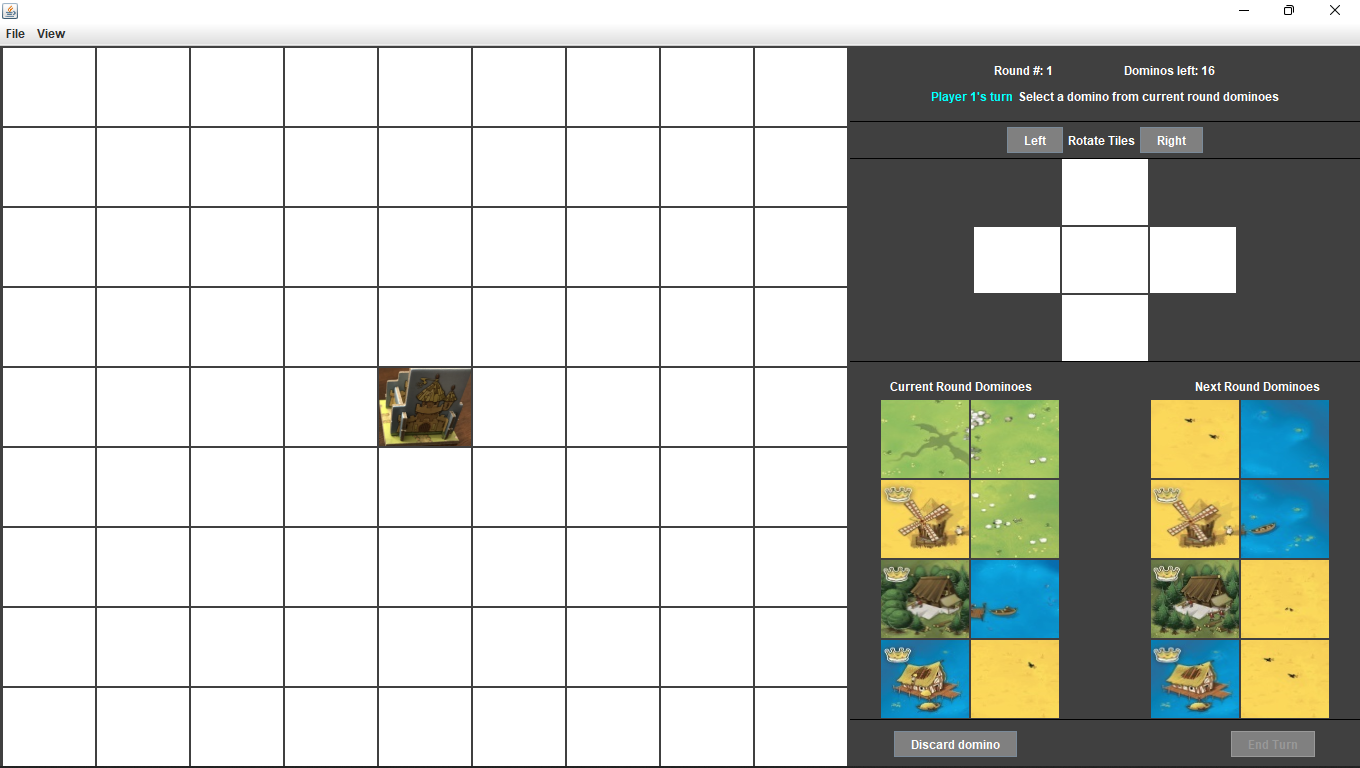 File View
Round #: 1 Dominos left: 16
Player 1's turn Select a domino from current round dominoes
Left Rotate Tiles Right
Current Round Dominoes Next Round Dominoes
Discard domino End Turn